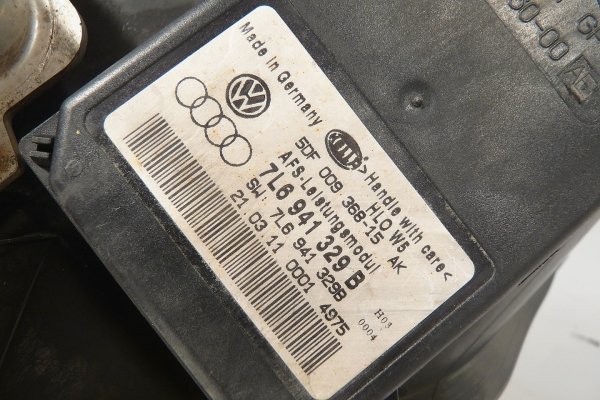 Made in Germany
>Handle with care<
HLO W5 AK
5DF 009 368-15
AFS-Leistungsmodul
7L6 941 329 B
SW: 7L6 941 329B
21.03.11 0001 4975
H03
0004